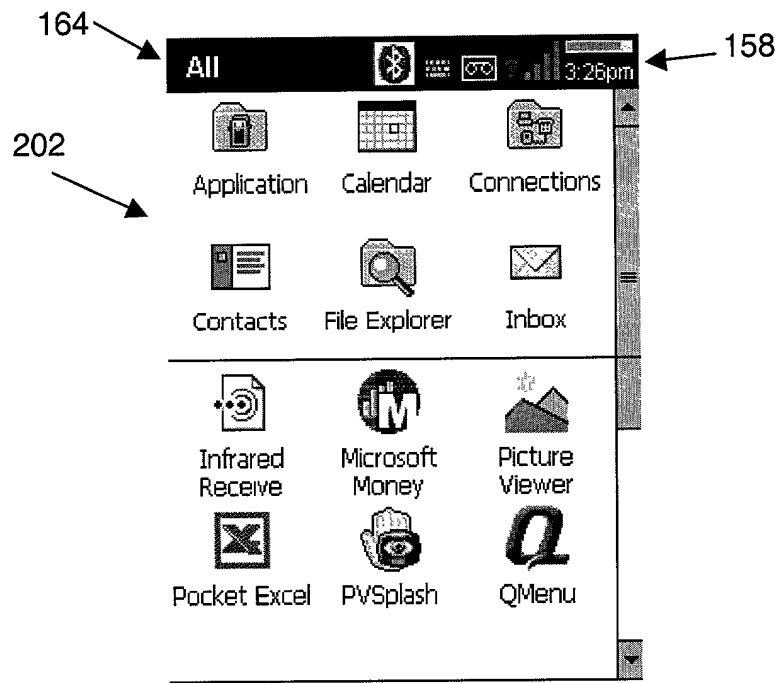 164
All
3:26pm
158
202
Application Calendar Connections
Contacts File Explorer Inbox
Infrared Microsoft Picture
Receive Money Viewer
Pocket Excel PVSplash QMenu